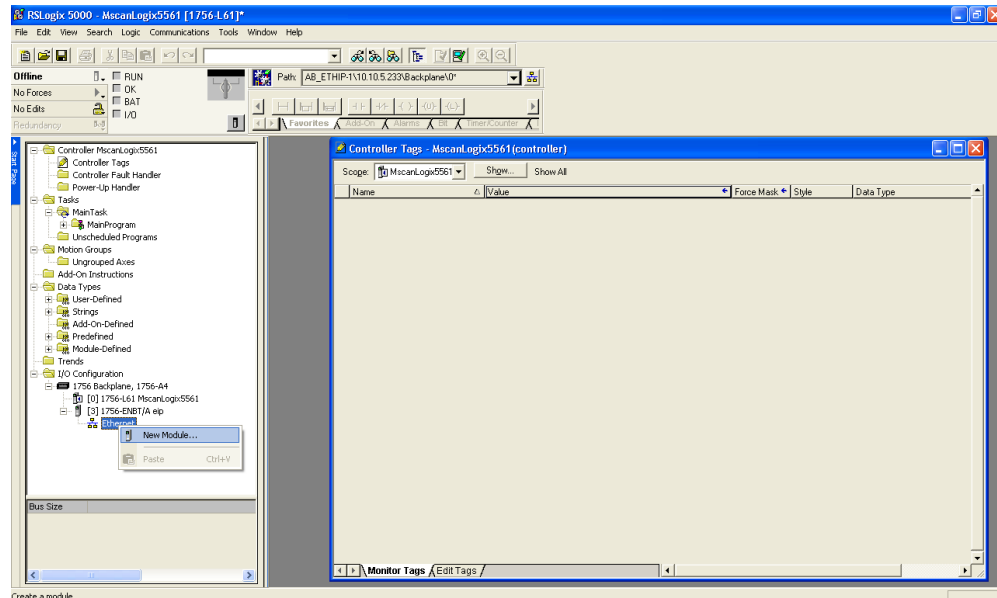 RSLogix 5000 - MscanLogix5561 [1756-L61]*
File Edit View Search Logic Communications Tools Window Help
Offline
RUN
No Forces
OK
No Edits
BAT
Redundancy
I/O
Path: AB_ETHIP-1\10.10.5.233\Backplane\0*
Favorites Add-On Alarms Bit Timer/Counter
Start Page
Controller MscanLogix5561
Controller Tags
Controller Fault Handler
Power-Up Handler
Tasks
MainTask
MainProgram
Unscheduled Programs
Motion Groups
Ungrouped Axes
Add-On Instructions
Data Types
User-Defined
Strings
Add-On-Defined
Predefined
Module-Defined
Trends
I/O Configuration
1756 Backplane, 1756-A4
[0] 1756-L61 MscanLogix5561
[3] 1756-ENBT/A eip
Ethernet
New Module...
Paste Ctrl+V
Bus Size
Controller Tags - MscanLogix5561(controller)
Scope: MscanLogix5561 Show... Show All
Name Value Force Mask Style Data Type
Monitor Tags Edit Tags
Create a module